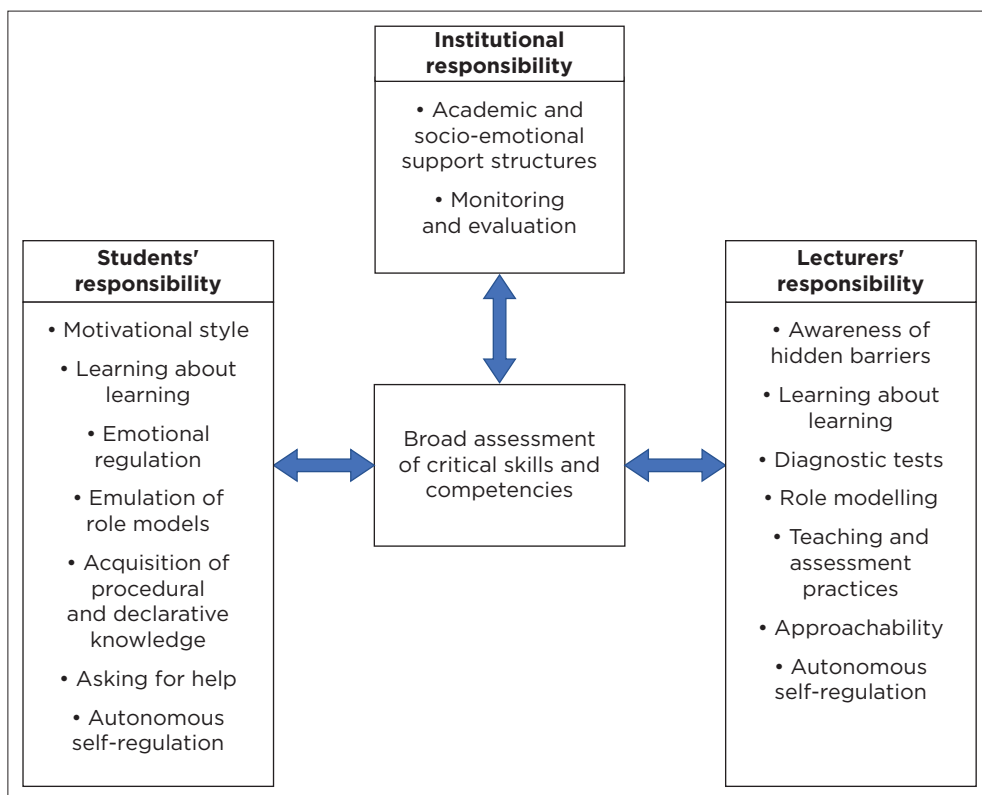 Institutional
responsibility
• Academic and
socio-emotional
support structures
• Monitoring
and evaluation
Students'
responsibility
• Motivational style
• Learning about
learning
• Emotional
regulation
• Emulation of
role models
• Acquisition of
procedural
and declarative
knowledge
• Asking for help
• Autonomous
self-regulation
Broad assessment
of critical skills and
competencies
Lecturers'
responsibility
• Awareness of
hidden barriers
• Learning about
learning
• Diagnostic tests
• Role modelling
• Teaching and
assessment
practices
• Approachability
• Autonomous
self-regulation